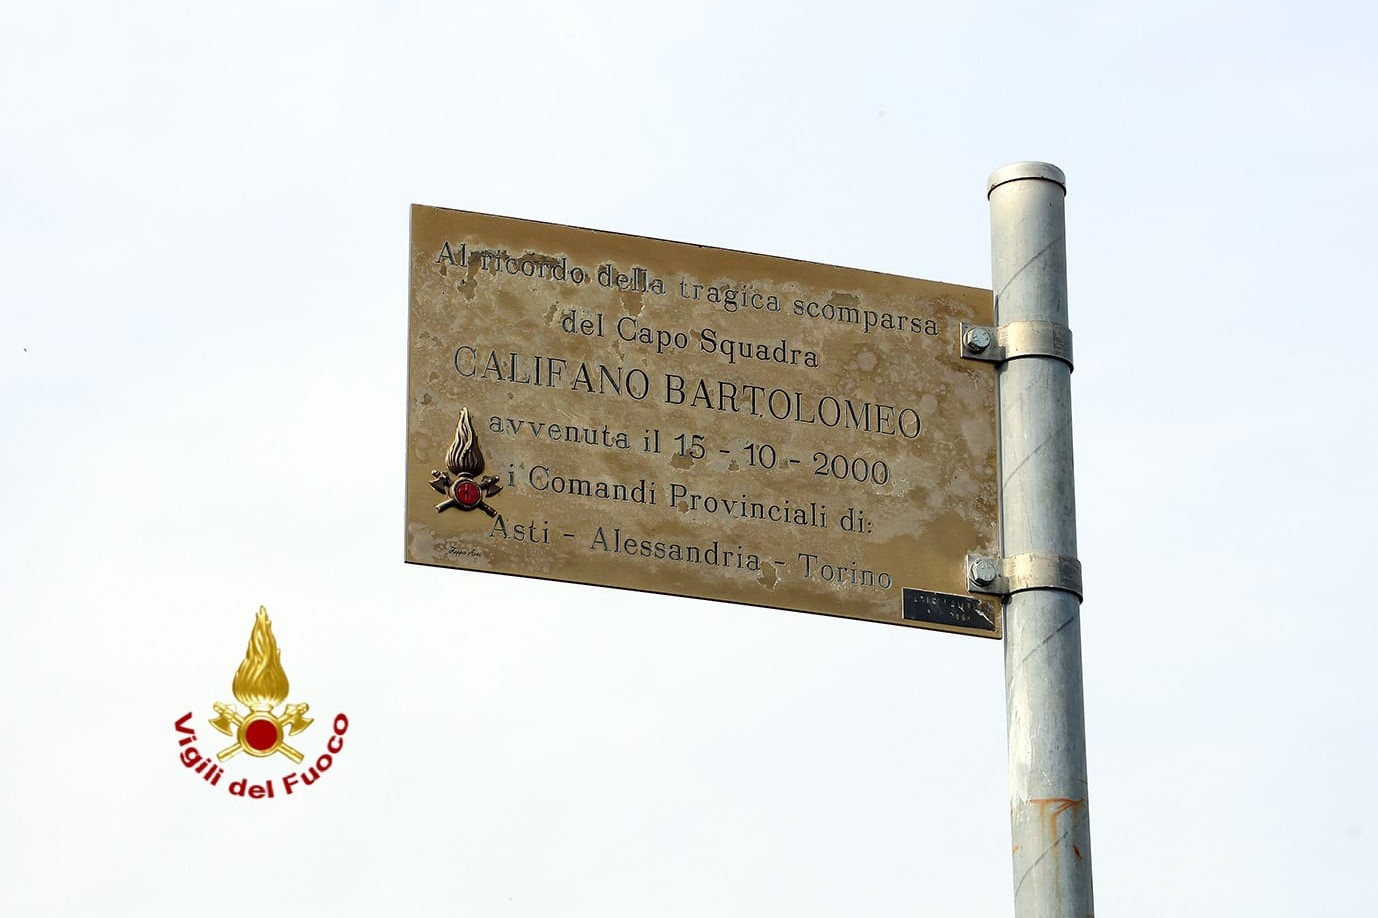 Al ricordo della tragica scomparsa
del Capo Squadra
CALIFANO BARTOLOMEO
avvenuta il 15 - 10 - 2000
i Comandi Provinciali di:
Asti - Alessandria - Torino
Vigili del Fuoco